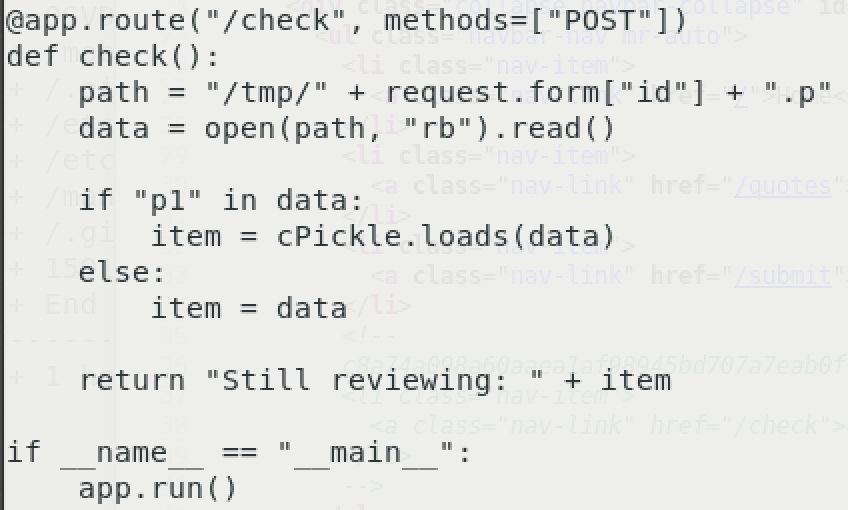 @app.route("/check", methods=["POST"])
def check():
    path = "/tmp/" + request.form["id"] + ".p"
    data = open(path, "rb").read()

    if "p1" in data:
        item = cPickle.loads(data)
    else:
        item = data

    return "Still reviewing: " + item

if __name__ == "__main__":
    app.run()